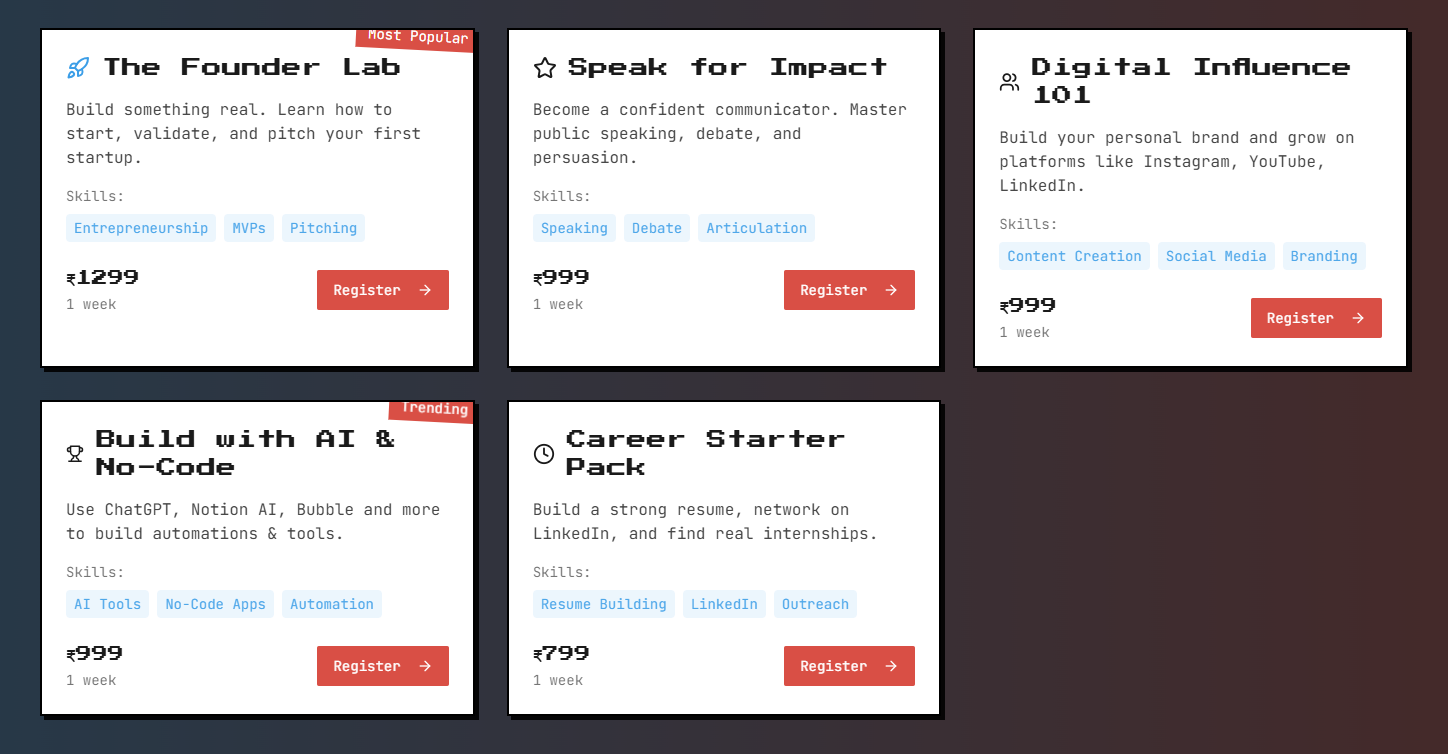 Most Popular
The Founder Lab
Build something real. Learn how to
start, validate, and pitch your first
startup.
Skills:
Entrepreneurship MVPs Pitching
₹1299
1 week
Register →
Speak for Impact
Become a confident communicator. Master
public speaking, debate, and
persuasion.
Skills:
Speaking Debate Articulation
₹999
1 week
Register →
Digital Influence
101
Build your personal brand and grow on
platforms like Instagram, YouTube,
LinkedIn.
Skills:
Content Creation Social Media Branding
₹999
1 week
Register →
Trending
Build with AI &
No-Code
Use ChatGPT, Notion AI, Bubble and more
to build automations & tools.
Skills:
AI Tools No-Code Apps Automation
₹999
1 week
Register →
Career Starter
Pack
Build a strong resume, network on
LinkedIn, and find real internships.
Skills:
Resume Building LinkedIn Outreach
₹799
1 week
Register →